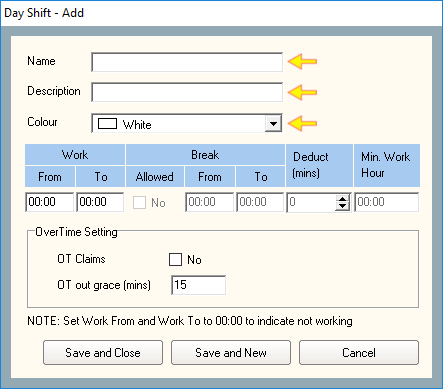 Day Shift - Add
Name
Description
Colour White
Work Break Deduct (mins) Min. Work Hour
From To Allowed From To
00:00 00:00 No 00:00 00:00 0 00:00
OverTime Setting
OT Claims No
OT out grace (mins) 15
NOTE: Set Work From and Work To to 00:00 to indicate not working
Save and Close Save and New Cancel